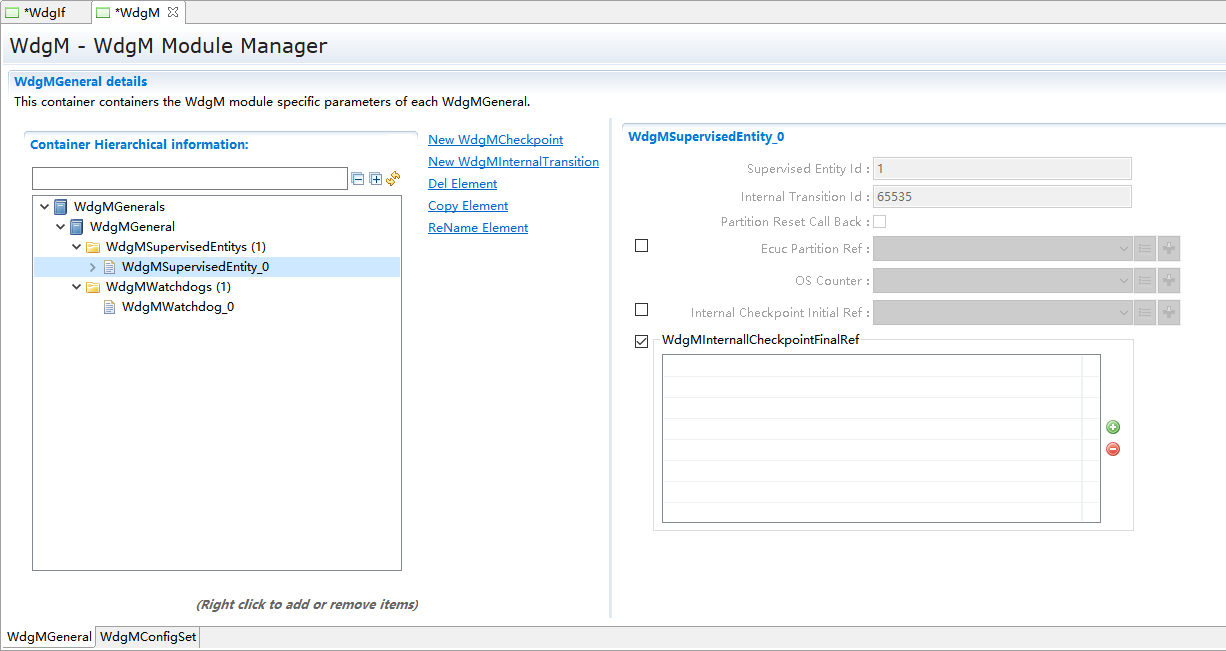 *WdgIf
*WdgM
WdgM - WdgM Module Manager
WdgMGeneral details
This container containers the WdgM module specific parameters of each WdgMGeneral.
Container Hierarchical information:
WdgMGenerals
WdgMGeneral
WdgMSupervisedEntitys (1)
WdgMSupervisedEntity_0
WdgMWatchdogs (1)
WdgMWatchdog_0
(Right click to add or remove items)
New WdgMCheckpoint
New WdgMInternalTransition
Del Element
Copy Element
ReName Element
WdgMSupervisedEntity_0
Supervised Entity Id : 1
Internal Transition Id : 65535
Partition Reset Call Back :
Ecuc Partition Ref :
OS Counter :
Internal Checkpoint Initial Ref :
WdgMInternallCheckpointFinalRef
WdgMGeneral
WdgMConfigSet